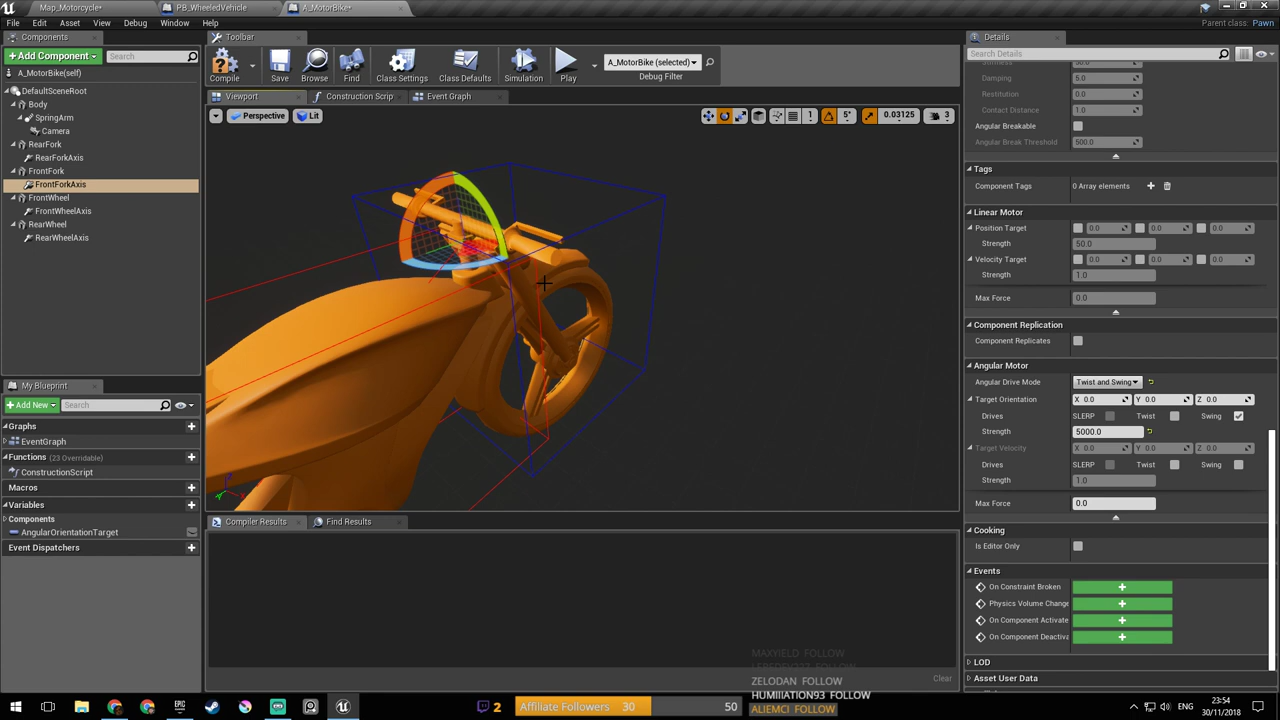 Map_Motorcycle*
PB_WheeledVehicle
A_MotorBike*
File Edit Asset View Debug Window Help
Parent class: Pawn
Components
+ Add Component
Search
A_MotorBike(self)
DefaultSceneRoot
Body
SpringArm
Camera
RearFork
RearForkAxis
FrontFork
FrontForkAxis
FrontWheel
FrontWheelAxis
RearWheel
RearWheelAxis
My Blueprint
+ Add New
Search
Graphs
EventGraph
Functions (23 Overridable)
ConstructionScript
Macros
Variables
Components
AngularOrientationTarget
Event Dispatchers
Toolbar
Compile
Save
Browse
Find
Class Settings
Class Defaults
Simulation
Play
A_MotorBike (selected)
Debug Filter
Viewport
Construction Scrip
Event Graph
Perspective
Lit
1
5°
0.03125
3
Compiler Results
Find Results
Clear
Details
Search Details
Damping 5.0
Restitution 0.0
Contact Distance 1.0
Angular Breakable
Angular Break Threshold 500.0
Tags
Component Tags 0 Array elements
Linear Motor
Position Target 0.0 0.0 0.0
Strength 50.0
Velocity Target 0.0 0.0 0.0
Strength 1.0
Max Force 0.0
Component Replication
Component Replicates
Angular Motor
Angular Drive Mode Twist and Swing
Target Orientation X 0.0 Y 0.0 Z 0.0
Drives SLERP Twist Swing
Strength 5000.0
Target Velocity X 0.0 Y 0.0 Z 0.0
Drives SLERP Twist Swing
Strength 1.0
Max Force 0.0
Cooking
Is Editor Only
Events
On Constraint Broken
Physics Volume Change
On Component Activate
On Component Deactiva
LOD
Asset User Data
MAXYIELD FOLLOW
ZELODAN FOLLOW
HUMIIIATION93 FOLLOW
ALIEMCI FOLLOW
2
Affilate Followers 30 50
ENG
23:54
30/11/2018